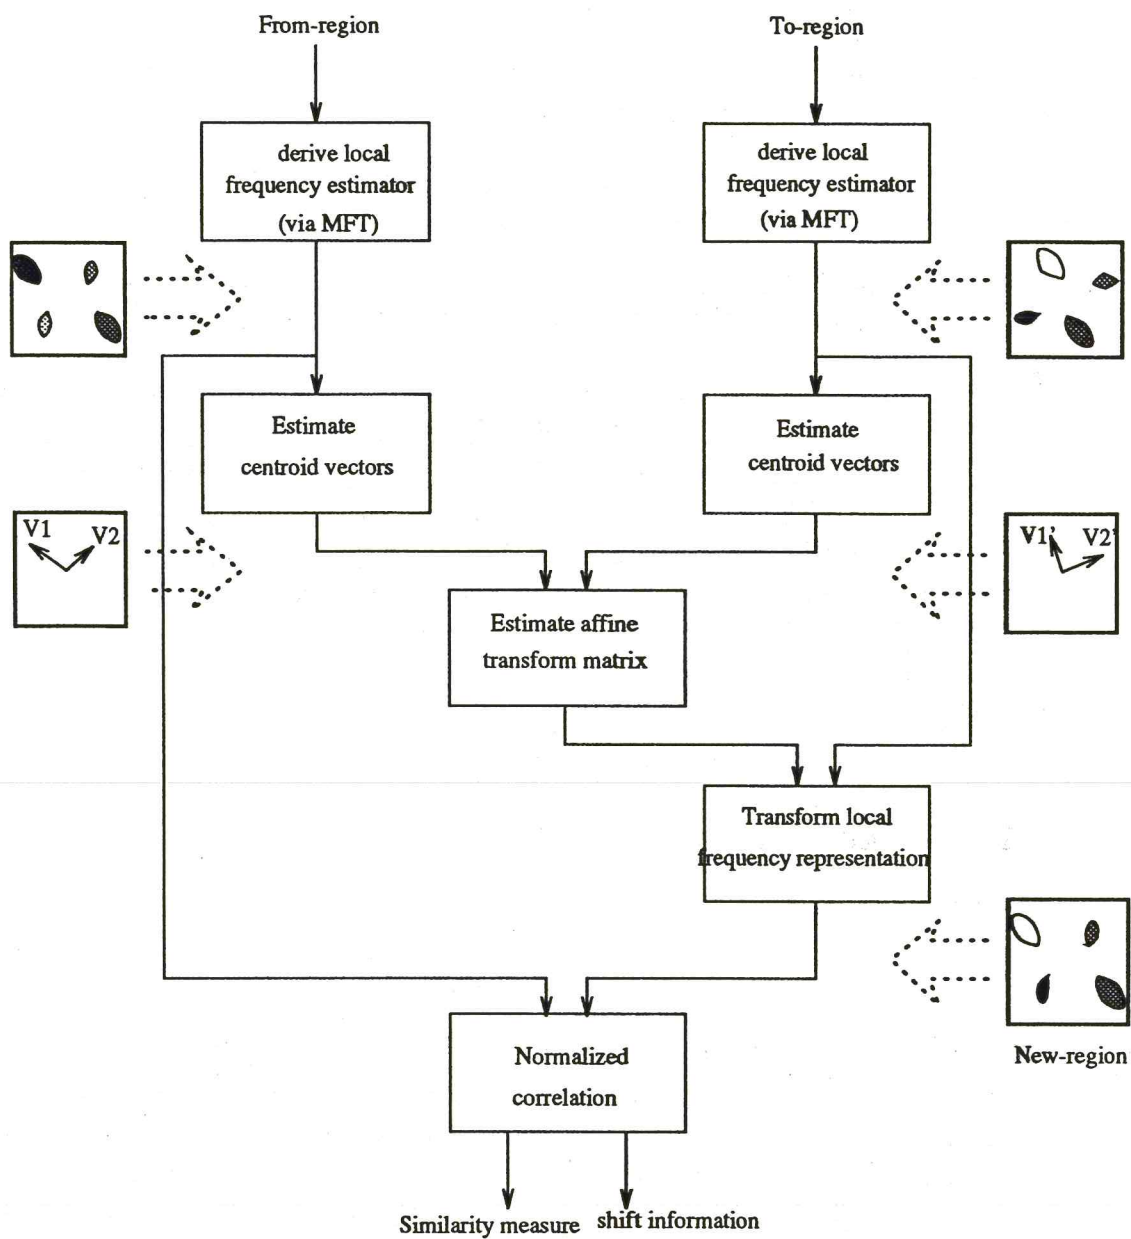 From-region
To-region
derive local
frequency estimator
(via MFT)
derive local
frequency estimator
(via MFT)
Estimate
centroid vectors
Estimate
centroid vectors
V1
V2
V1'
V2'
Estimate affine
transform matrix
Transform local
frequency representation
Normalized
correlation
New-region
Similarity measure
shift information